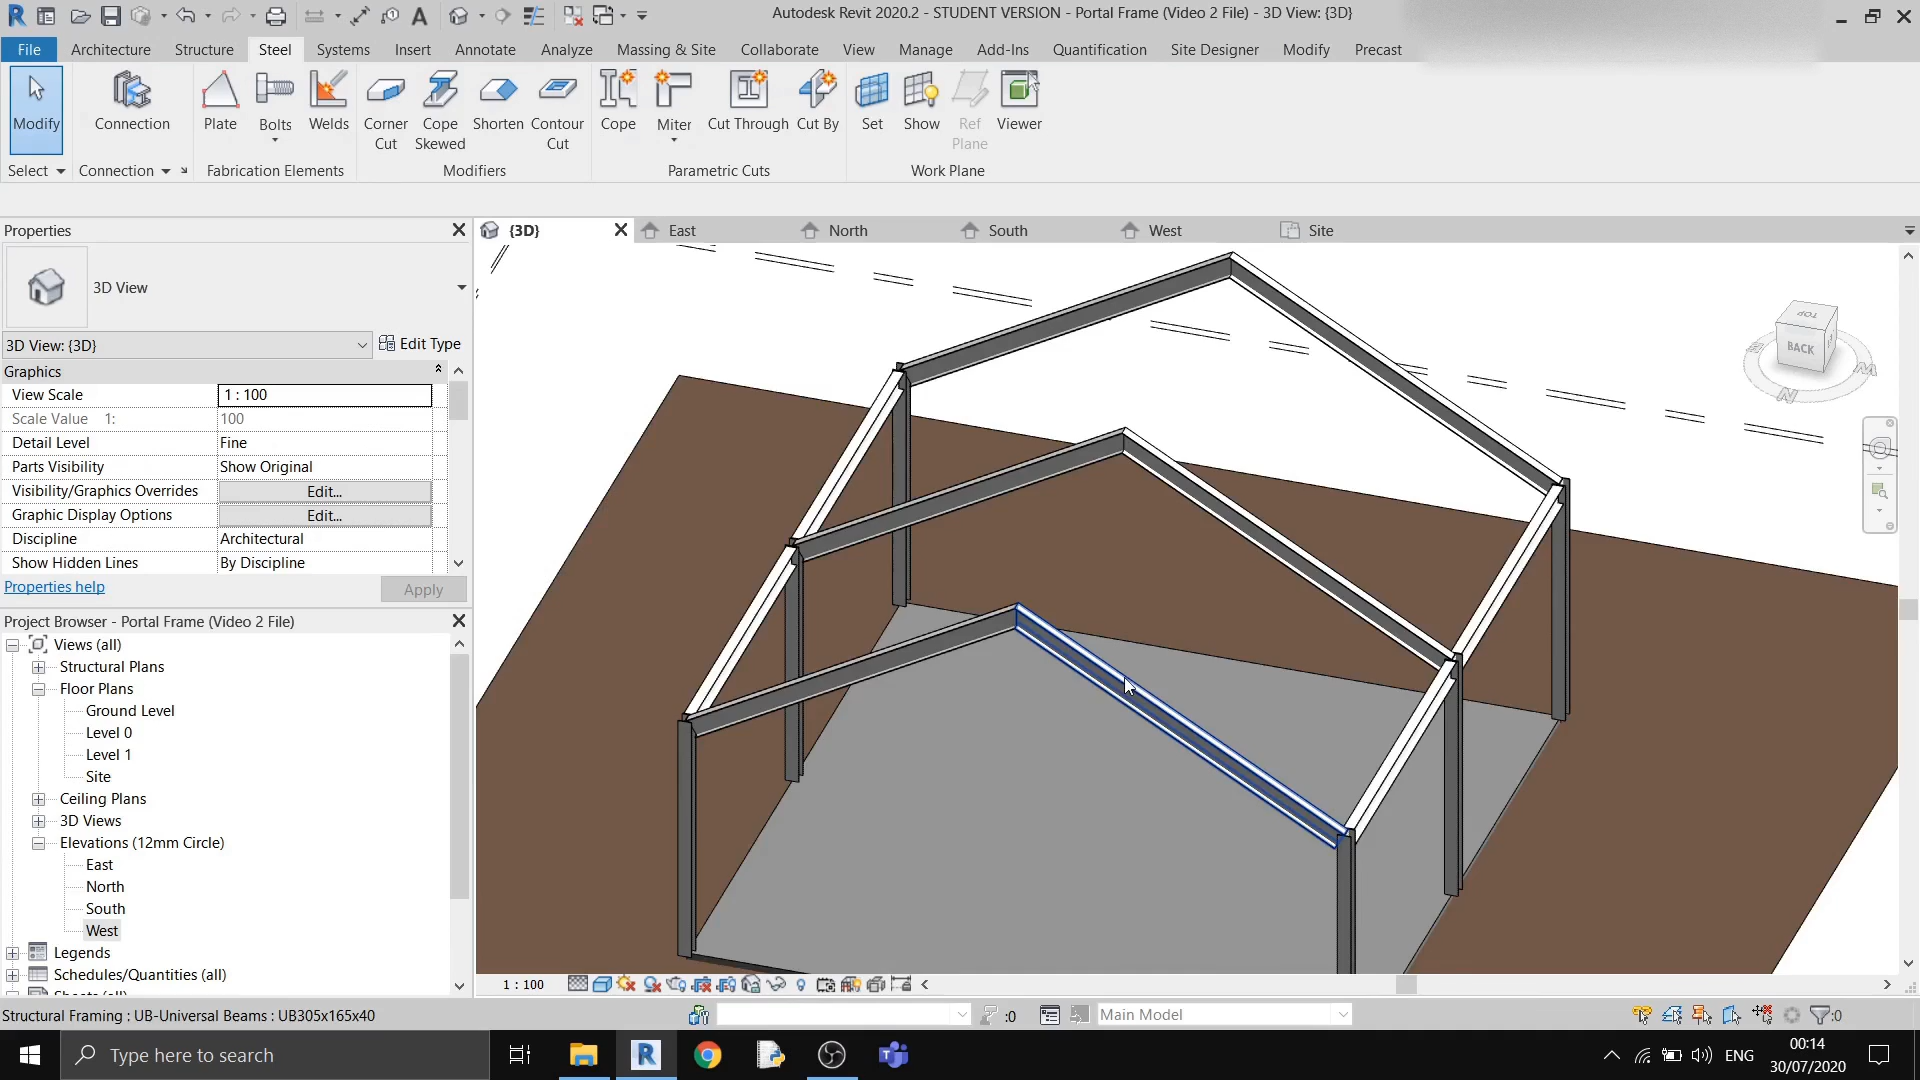 Autodesk Revit 2020.2 - STUDENT VERSION - Portal Frame (Video 2 File) - 3D View: {3D}
File Architecture Structure Steel Systems Insert Annotate Analyze Massing & Site Collaborate View Manage Add-Ins Quantification Site Designer Modify Precast
Modify Connection Plate Bolts Welds Corner Cut Cope Skewed Shorten Contour Cut Cope Miter Cut Through Cut By Set Show Ref Plane Viewer
Select Connection Fabrication Elements Modifiers Parametric Cuts Work Plane
Properties
{3D} East North South West Site
3D View
3D View: {3D} Edit Type
Graphics
View Scale 1 : 100
Scale Value 1: 100
Detail Level Fine
Parts Visibility Show Original
Visibility/Graphics Overrides Edit...
Graphic Display Options Edit...
Discipline Architectural
Show Hidden Lines By Discipline
Properties help Apply
TOP
BACK
N
Project Browser - Portal Frame (Video 2 File)
Views (all)
Structural Plans
Floor Plans
Ground Level
Level 0
Level 1
Site
Ceiling Plans
3D Views
Elevations (12mm Circle)
East
North
South
West
Legends
Schedules/Quantities (all)
1 : 100
Structural Framing : UB-Universal Beams : UB305x165x40
:0
Main Model
:0
Type here to search
ENG
00:14
30/07/2020